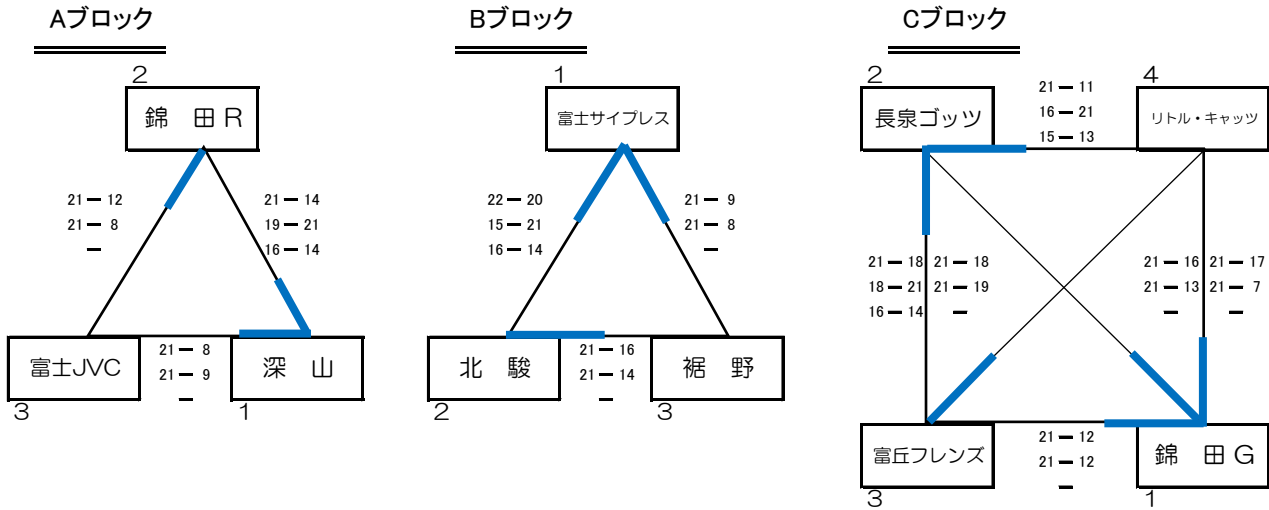 Aブロック
2
錦 田 R
21 ー 12
21 ー 8
ー
21 ー 14
19 ー 21
16 ー 14
富士JVC
3
21 ー 8
21 ー 9
ー
深 山
1
Bブロック
1
富士サイプレス
22 ー 20
15 ー 21
16 ー 14
21 ー 9
21 ー 8
ー
北 駿
2
21 ー 16
21 ー 14
ー
裾 野
3
Cブロック
2
長泉ゴッツ
21 ー 11
16 ー 21
15 ー 13
4
リトル・キャッツ
21 ー 18
18 ー 21
16 ー 14
21 ー 18
21 ー 19
ー
21 ー 16
21 ー 13
ー
21 ー 17
21 ー 7
ー
富丘フレンズ
3
21 ー 12
21 ー 12
ー
錦 田 G
1